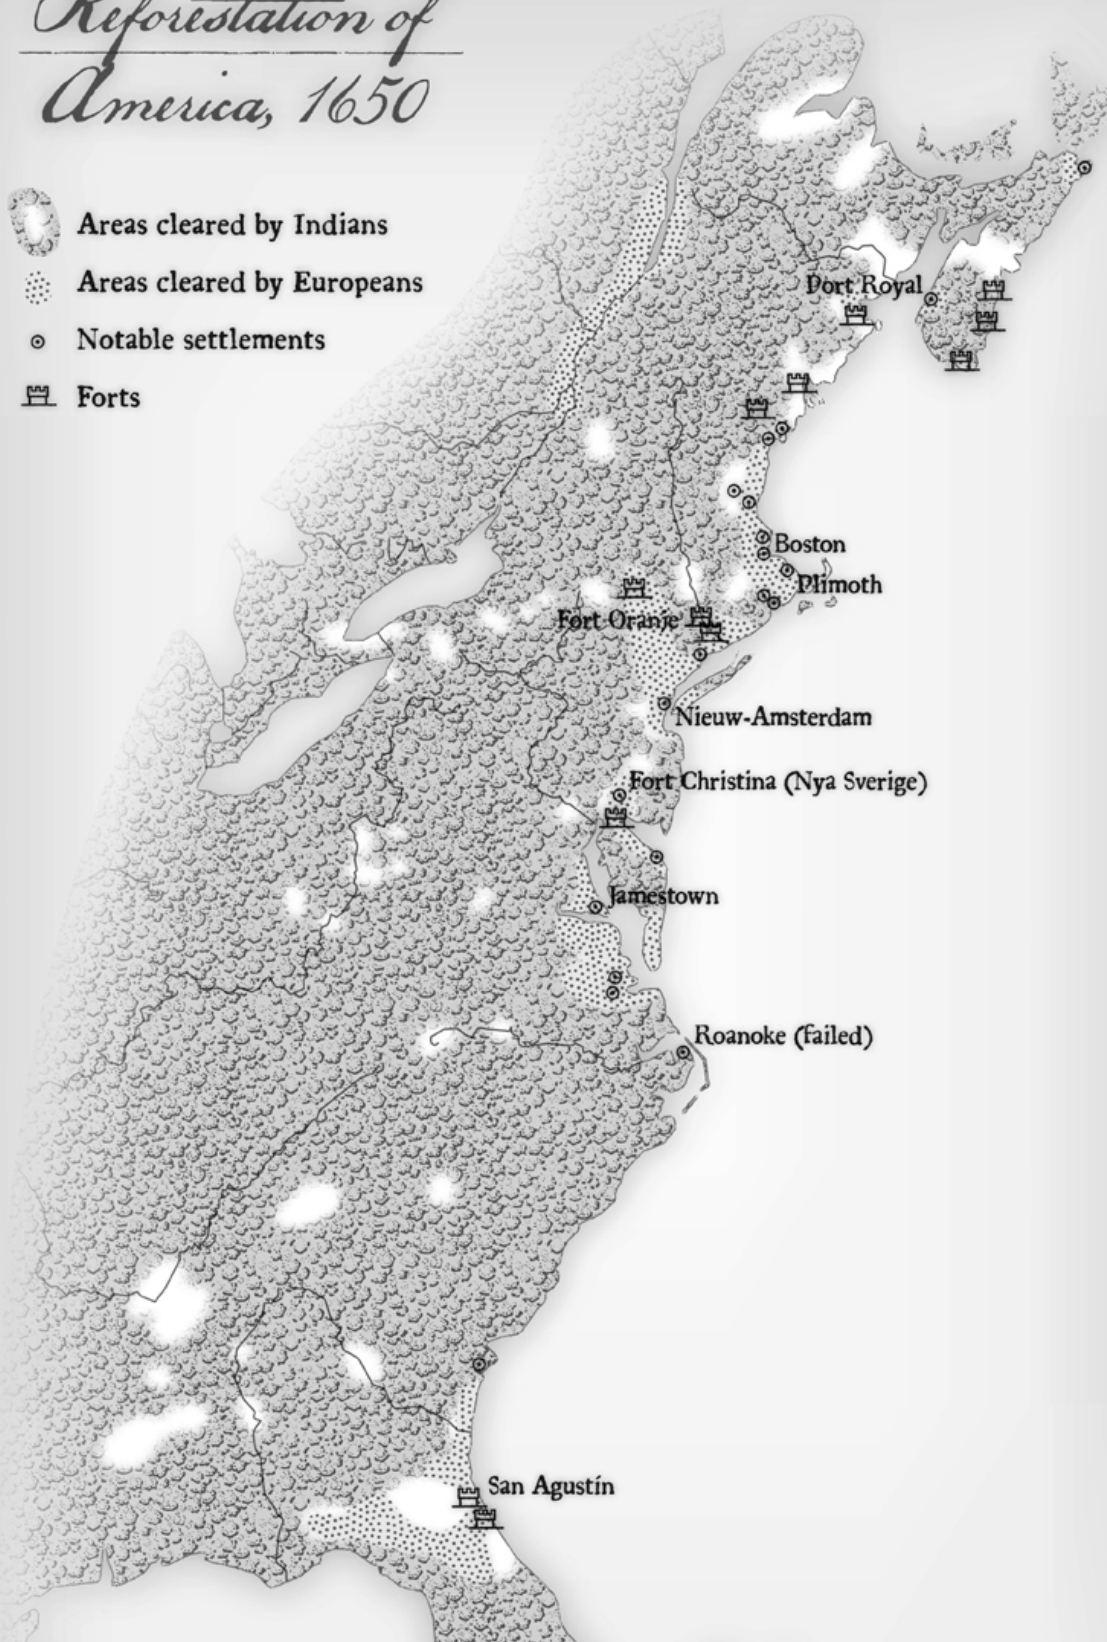 Reforestation of
America, 1650
Areas cleared by Indians
Areas cleared by Europeans
Notable settlements
Forts
Port Royal
Boston
Plimoth
Fort Oranje
Nieuw-Amsterdam
Fort Christina (Nya Sverige)
Jamestown
Roanoke (failed)
San Agustín